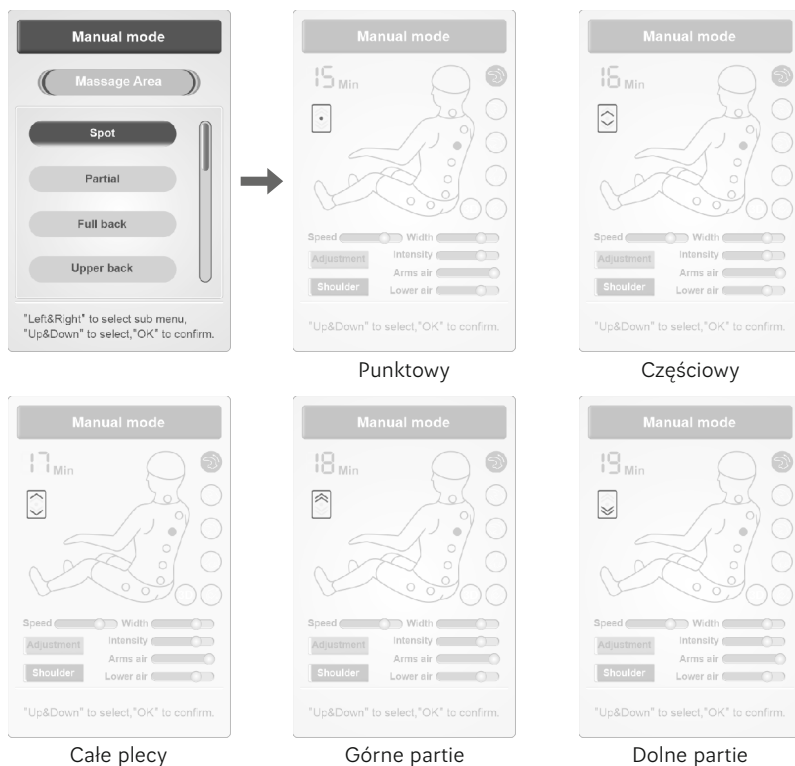 Manual mode
Massage Area
Spot
Partial
Full back
Upper back
"Left&Right" to select sub menu,
"Up&Down" to select,"OK" to confirm.
Manual mode
15 Min
Speed Width
Adjustment Intensity
Arms air
Shoulder Lower air
"Up&Down" to select,"OK" to confirm.
Punktowy
Manual mode
16 Min
Speed Width
Adjustment Intensity
Arms air
Shoulder Lower air
"Up&Down" to select,"OK" to confirm.
Częściowy
Manual mode
17 Min
Speed Width
Adjustment Intensity
Arms air
Shoulder Lower air
"Up&Down" to select,"OK" to confirm.
Całe plecy
Manual mode
18 Min
Speed Width
Adjustment Intensity
Arms air
Shoulder Lower air
"Up&Down" to select,"OK" to confirm.
Górne partie
Manual mode
19 Min
Speed Width
Adjustment Intensity
Arms air
Shoulder Lower air
"Up&Down" to select,"OK" to confirm.
Dolne partie